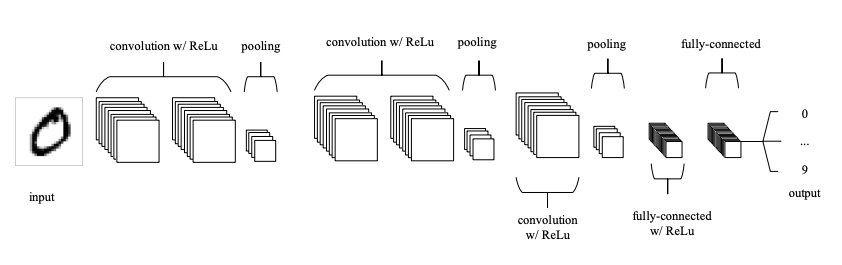 convolution w/ ReLu
pooling
convolution w/ ReLu
pooling
pooling
fully-connected
0
...
9
input
output
convolution
w/ ReLu
fully-connected
w/ ReLu